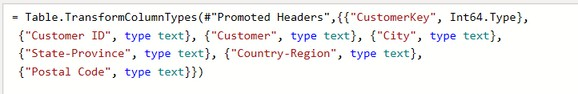 = Table.TransformColumnTypes(#"Promoted Headers",{{"CustomerKey", Int64.Type},
{"Customer ID", type text}, {"Customer", type text}, {"City", type text},
{"State-Province", type text}, {"Country-Region", type text},
{"Postal Code", type text}})